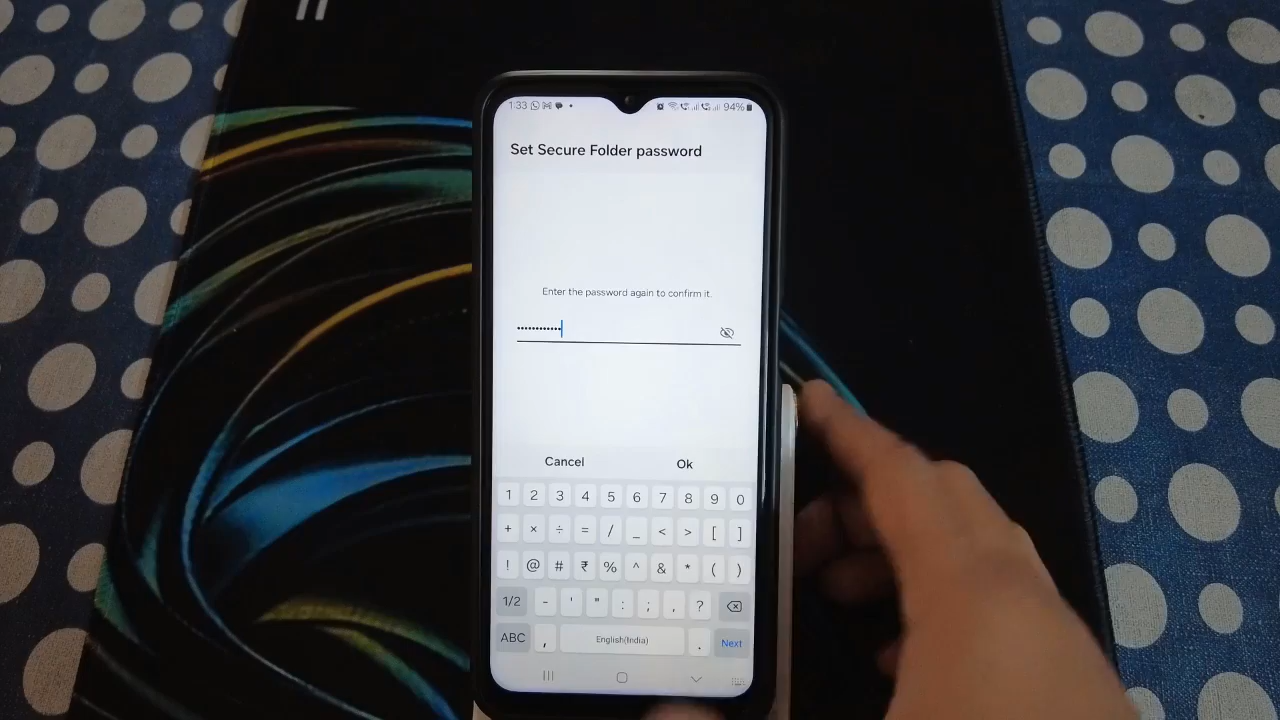 1:33 94%
Set Secure Folder password
Enter the password again to confirm it.
••••••••••••
Cancel Ok
1 2 3 4 5 6 7 8 9 0
+ × ÷ = / _ < > [ ]
! @ # ₹ % ^ & * ( )
1/2 - ' " : ; , ?
ABC , English(India) . Next